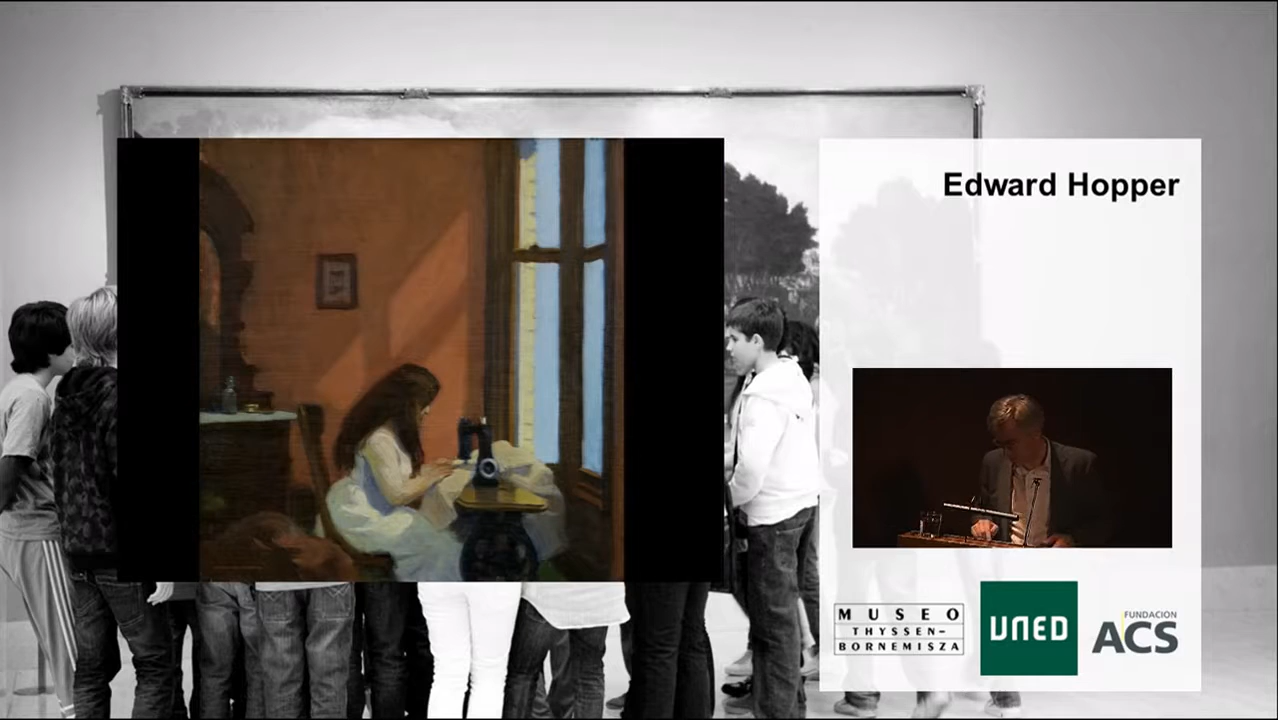 Edward Hopper
MUSEO
THYSSEN-
BORNEMISZA
UNED
FUNDACION
ACS